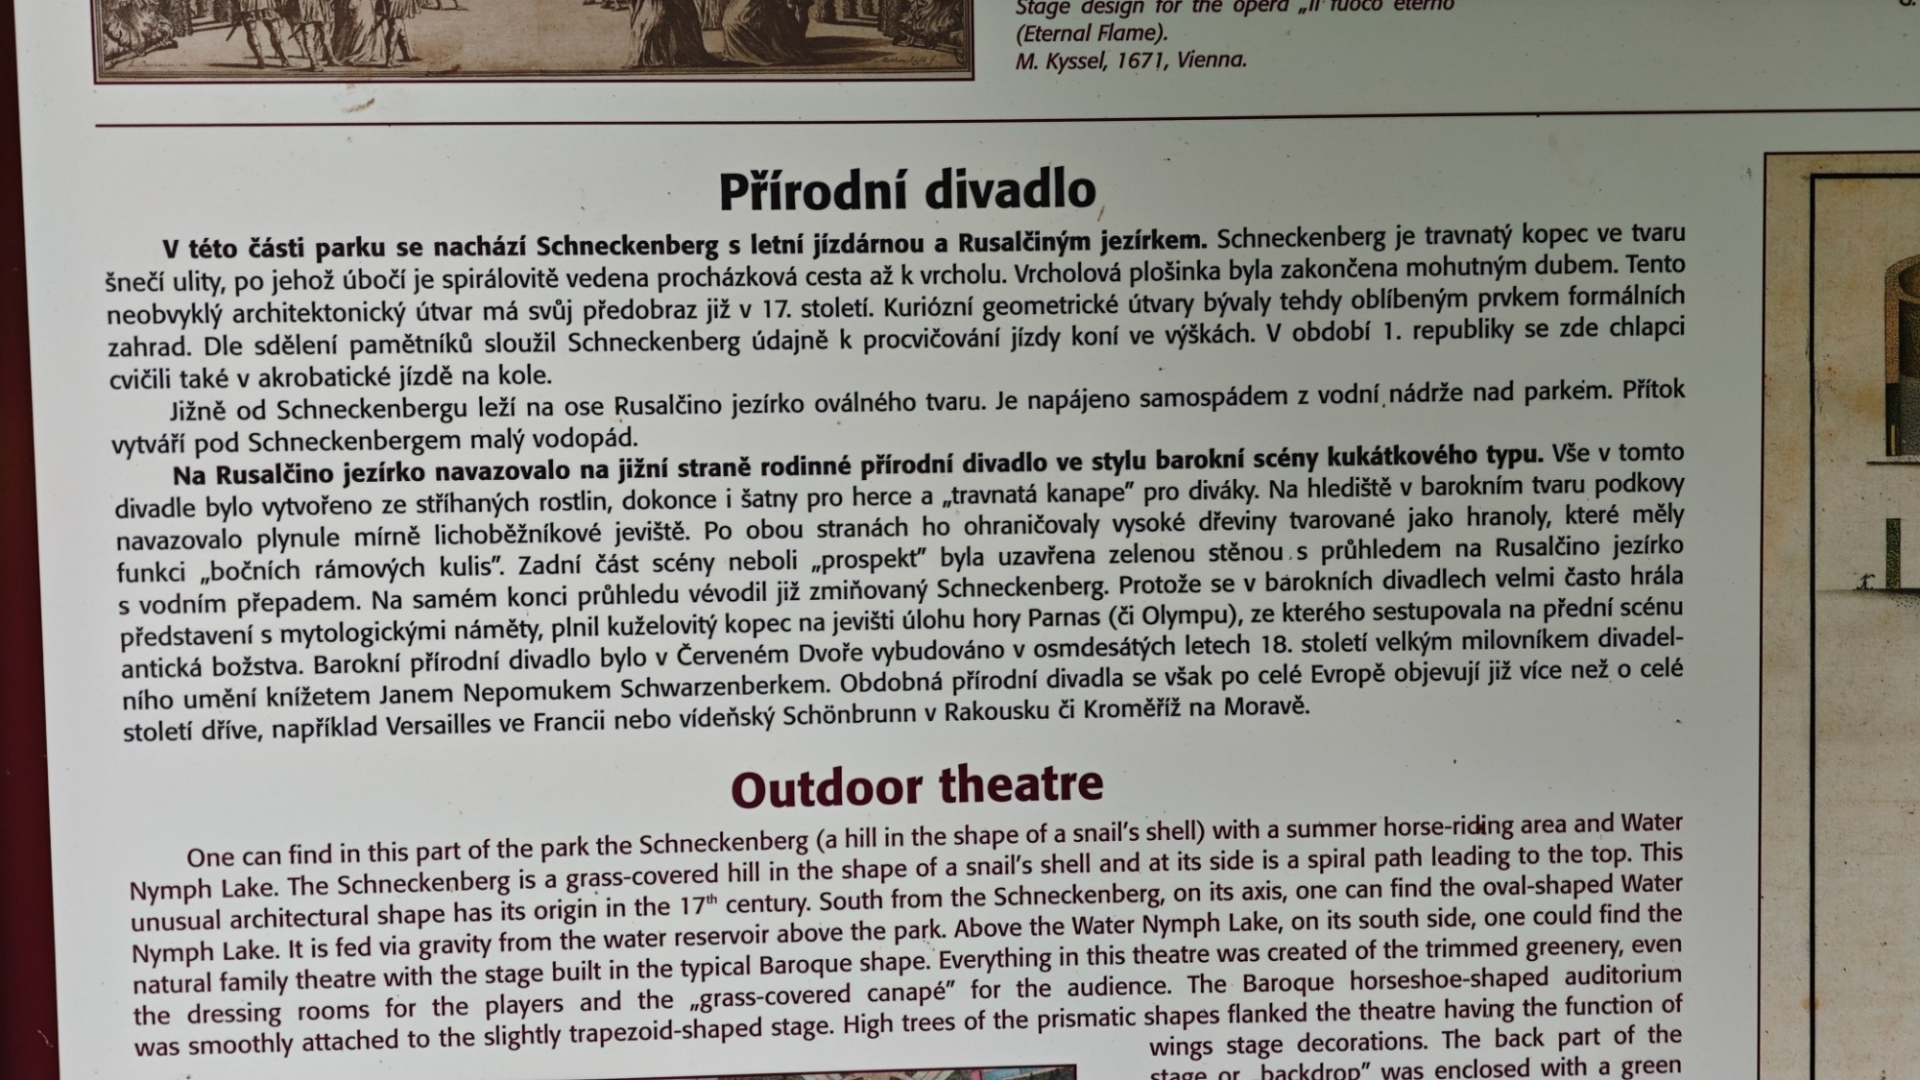 Stage design for the opera „Il fuoco eterno
(Eternal Flame).
M. Kyssel, 1671, Vienna.
Přírodní divadlo
V této části parku se nachází Schneckenberg s letní jízdárnou a Rusalčiným jezírkem. Schneckenberg je travnatý kopec ve tvaru
šnečí ulity, po jehož úbočí je spirálovitě vedena procházková cesta až k vrcholu. Vrcholová plošinka byla zakončena mohutným dubem. Tento
neobvyklý architektonický útvar má svůj předobraz již v 17. století. Kuriózní geometrické útvary bývaly tehdy oblíbeným prvkem formálních
zahrad. Dle sdělení pamětníků sloužil Schneckenberg údajně k procvičování jízdy koní ve výškách. V období 1. republiky se zde chlapci
cvičili také v akrobatické jízdě na kole.
Jižně od Schneckenbergu leží na ose Rusalčino jezírko oválného tvaru. Je napájeno samospádem z vodní nádrže nad parkem. Přítok
vytváří pod Schneckenbergem malý vodopád.
Na Rusalčino jezírko navazovalo na jižní straně rodinné přírodní divadlo ve stylu barokní scény kukátkového typu. Vše v tomto
divadle bylo vytvořeno ze stříhaných rostlin, dokonce i šatny pro herce a „travnatá kanape” pro diváky. Na hlediště v barokním tvaru podkovy
navazovalo plynule mírně lichoběžníkové jeviště. Po obou stranách ho ohraničovaly vysoké dřeviny tvarované jako hranoly, které měly
funkci „bočních rámových kulis”. Zadní část scény neboli „prospekt” byla uzavřena zelenou stěnou s průhledem na Rusalčino jezírko
s vodním přepadem. Na samém konci průhledu vévodil již zmiňovaný Schneckenberg. Protože se v barokních divadlech velmi často hrála
představení s mytologickými náměty, plnil kuželovitý kopec na jevišti úlohu hory Parnas (či Olympu), ze kterého sestupovala na přední scénu
antická božstva. Barokní přírodní divadlo bylo v Červeném Dvoře vybudováno v osmdesátých letech 18. století velkým milovníkem divadel-
ního umění knížetem Janem Nepomukem Schwarzenberkem. Obdobná přírodní divadla se však po celé Evropě objevují již více než o celé
století dříve, například Versailles ve Francii nebo vídeňský Schönbrunn v Rakousku či Kroměříž na Moravě.
Outdoor theatre
One can find in this part of the park the Schneckenberg (a hill in the shape of a snail's shell) with a summer horse-riding area and Water
Nymph Lake. The Schneckenberg is a grass-covered hill in the shape of a snail's shell and at its side is a spiral path leading to the top. This
unusual architectural shape has its origin in the 17th century. South from the Schneckenberg, on its axis, one can find the oval-shaped Water
Nymph Lake. It is fed via gravity from the water reservoir above the park. Above the Water Nymph Lake, on its south side, one could find the
natural family theatre with the stage built in the typical Baroque shape. Everything in this theatre was created of the trimmed greenery, even
the dressing rooms for the players and the „grass-covered canapé” for the audience. The Baroque horseshoe-shaped auditorium
was smoothly attached to the slightly trapezoid-shaped stage. High trees of the prismatic shapes flanked the theatre having the function of
wings stage decorations. The back part of the
stage or „backdrop” was enclosed with a green